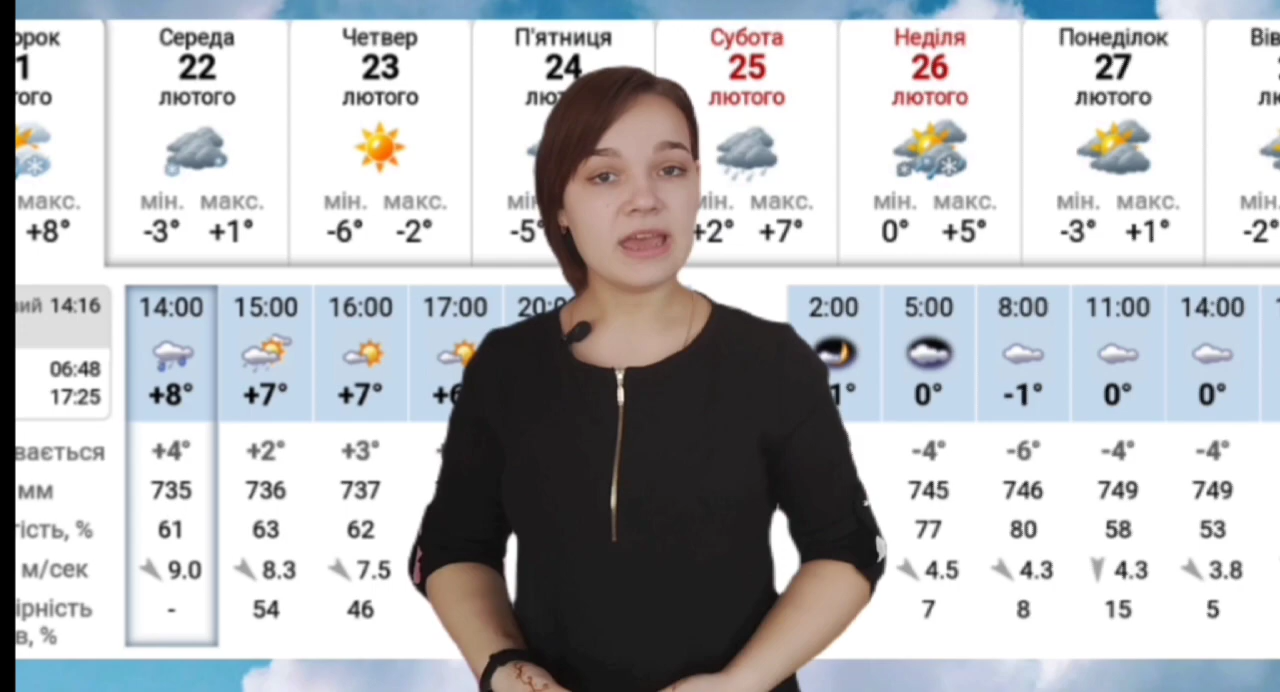 Середа Четвер П'ятниця Субота Неділя Понеділок
22 23 24 25 26 27
лютого лютого лютого лютого лютого
макс. мін. макс. мін. макс. макс. мін. макс. мін. макс. мін.
+8° -3° +1° -6° -2° -5° +2° +7° 0° +5° -3° +1° -2°
14:16 14:00 15:00 16:00 17:00 2:00 5:00 8:00 11:00 14:00
06:48
17:25 +8° +7° +7° 0° -1° 0° 0°
+4° +2° +3° -4° -6° -4° -4°
мм 735 736 737 745 746 749 749
% 61 63 62 77 80 58 53
м/сек 9.0 8.3 7.5 4.5 4.3 4.3 3.8
- 54 46 7 8 15 5
%